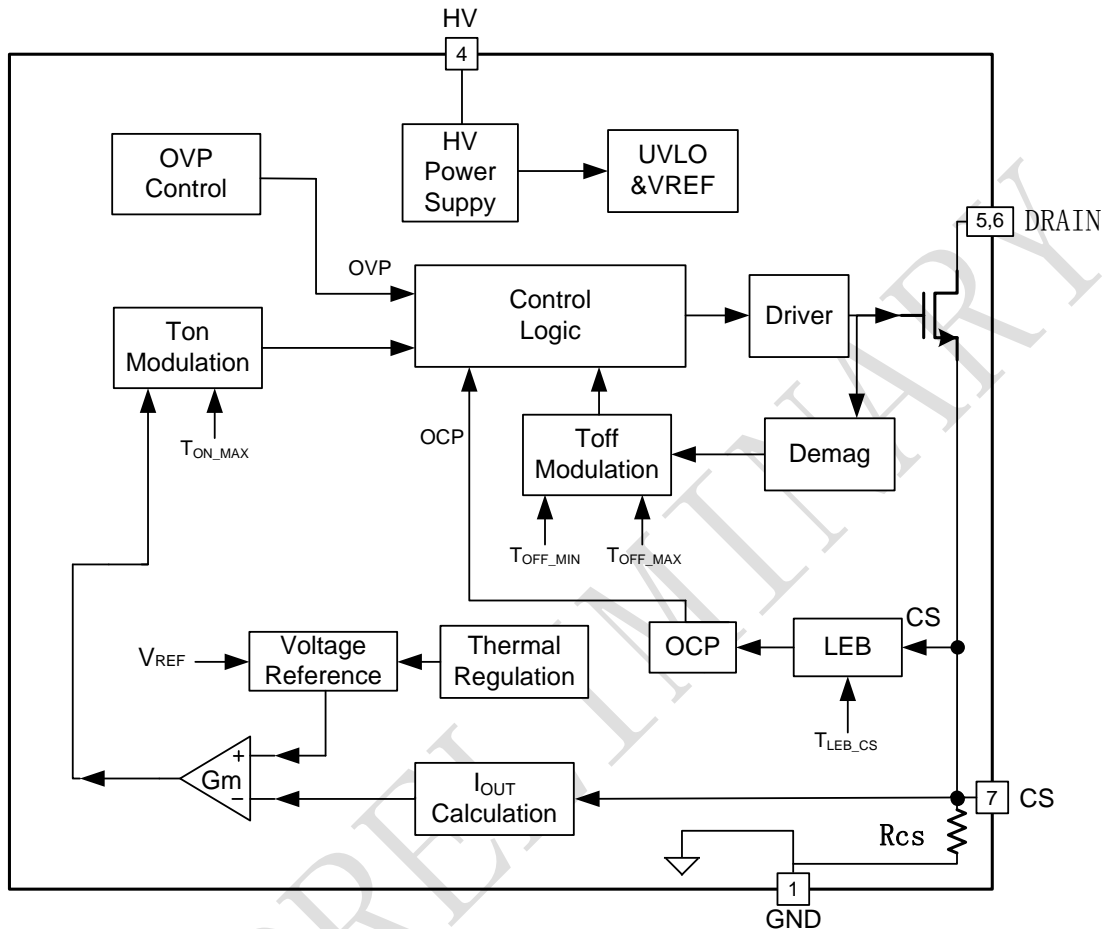 HV
4
OVP
Control
HV
Power
Suppy
UVLO
&VREF
5,6
DRAIN
OVP
Control
Logic
Driver
Ton
Modulation
TON_MAX
OCP
Toff
Modulation
Demag
TOFF_MIN
TOFF_MAX
VREF
Voltage
Reference
Thermal
Regulation
OCP
LEB
CS
TLEB_CS
+
Gm
−
IOUT
Calculation
7
CS
Rcs
1
GND
PRELIMINARY